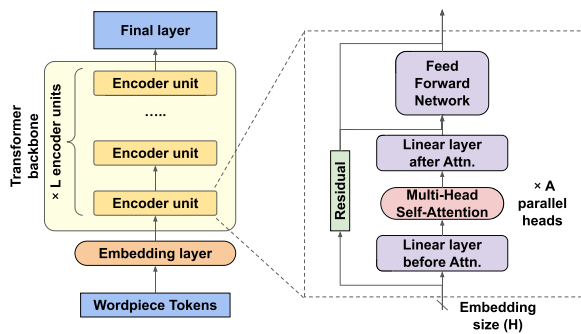 Final layer
Transformer
backbone
× L encoder units
Encoder unit
.....
Encoder unit
Encoder unit
Embedding layer
Wordpiece Tokens
Feed
Forward
Network
Linear layer
after Attn.
Residual
Multi-Head
Self-Attention
× A
parallel
heads
Linear layer
before Attn.
Embedding
size (H)